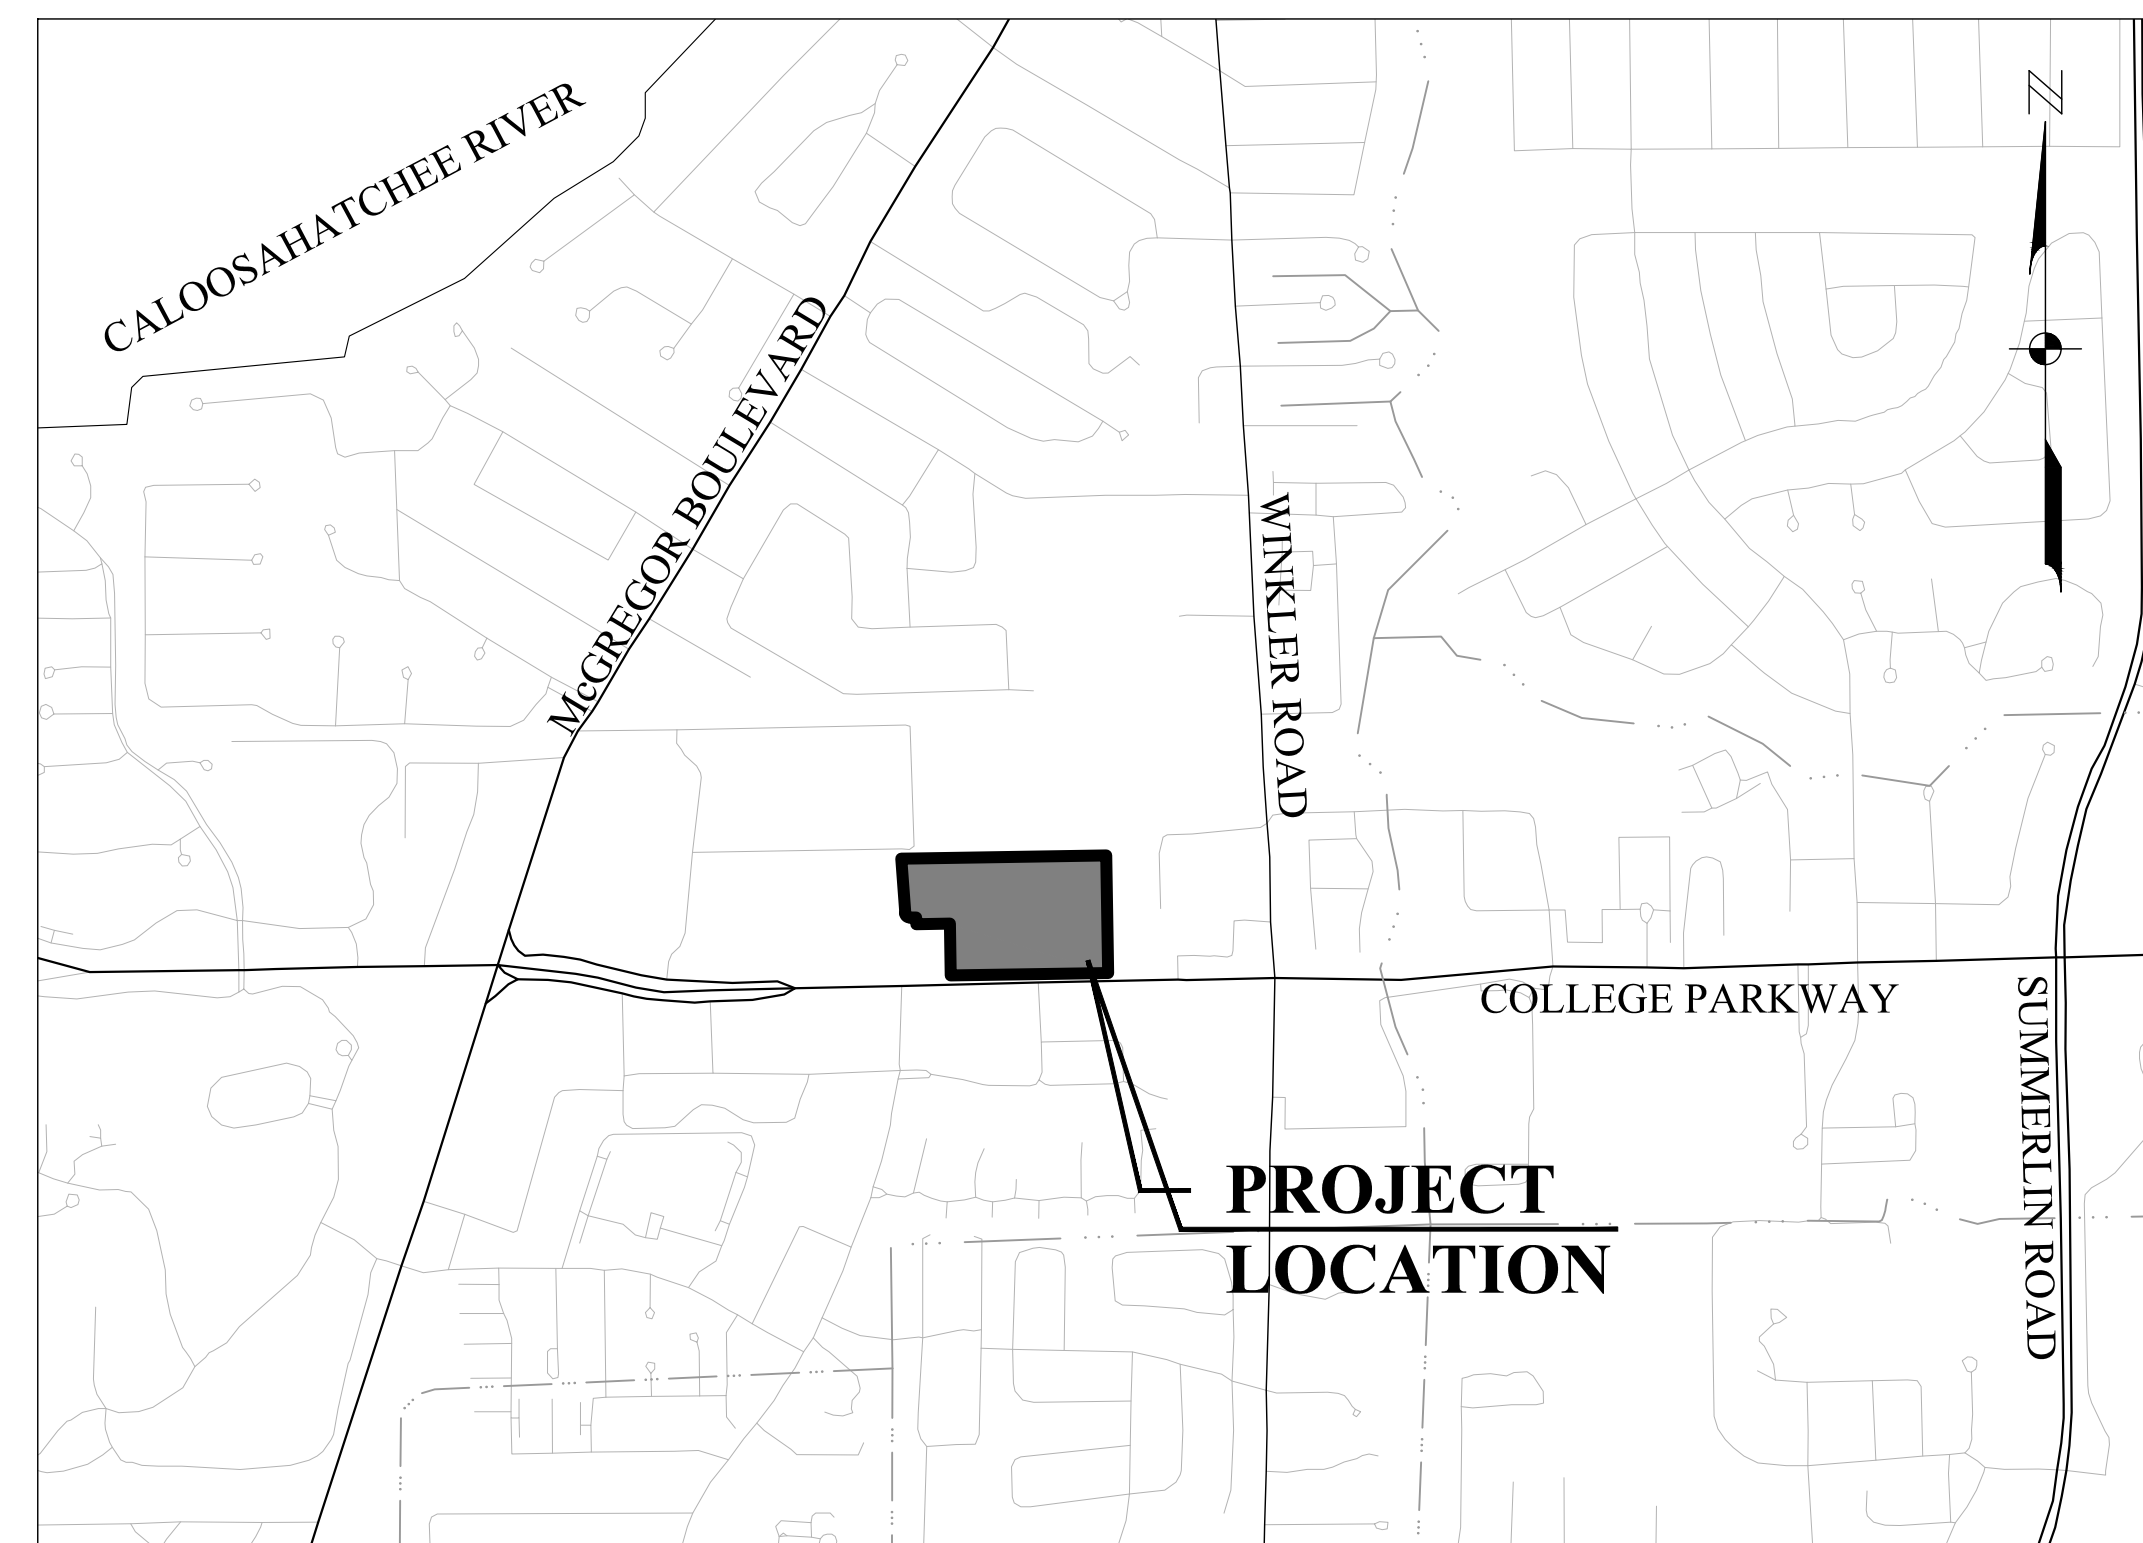 N
CALOOSAHATCHEE RIVER
McGREGOR BOULEVARD
WINKLER ROAD
COLLEGE PARKWAY
SUMMERLIN ROAD
PROJECT
LOCATION